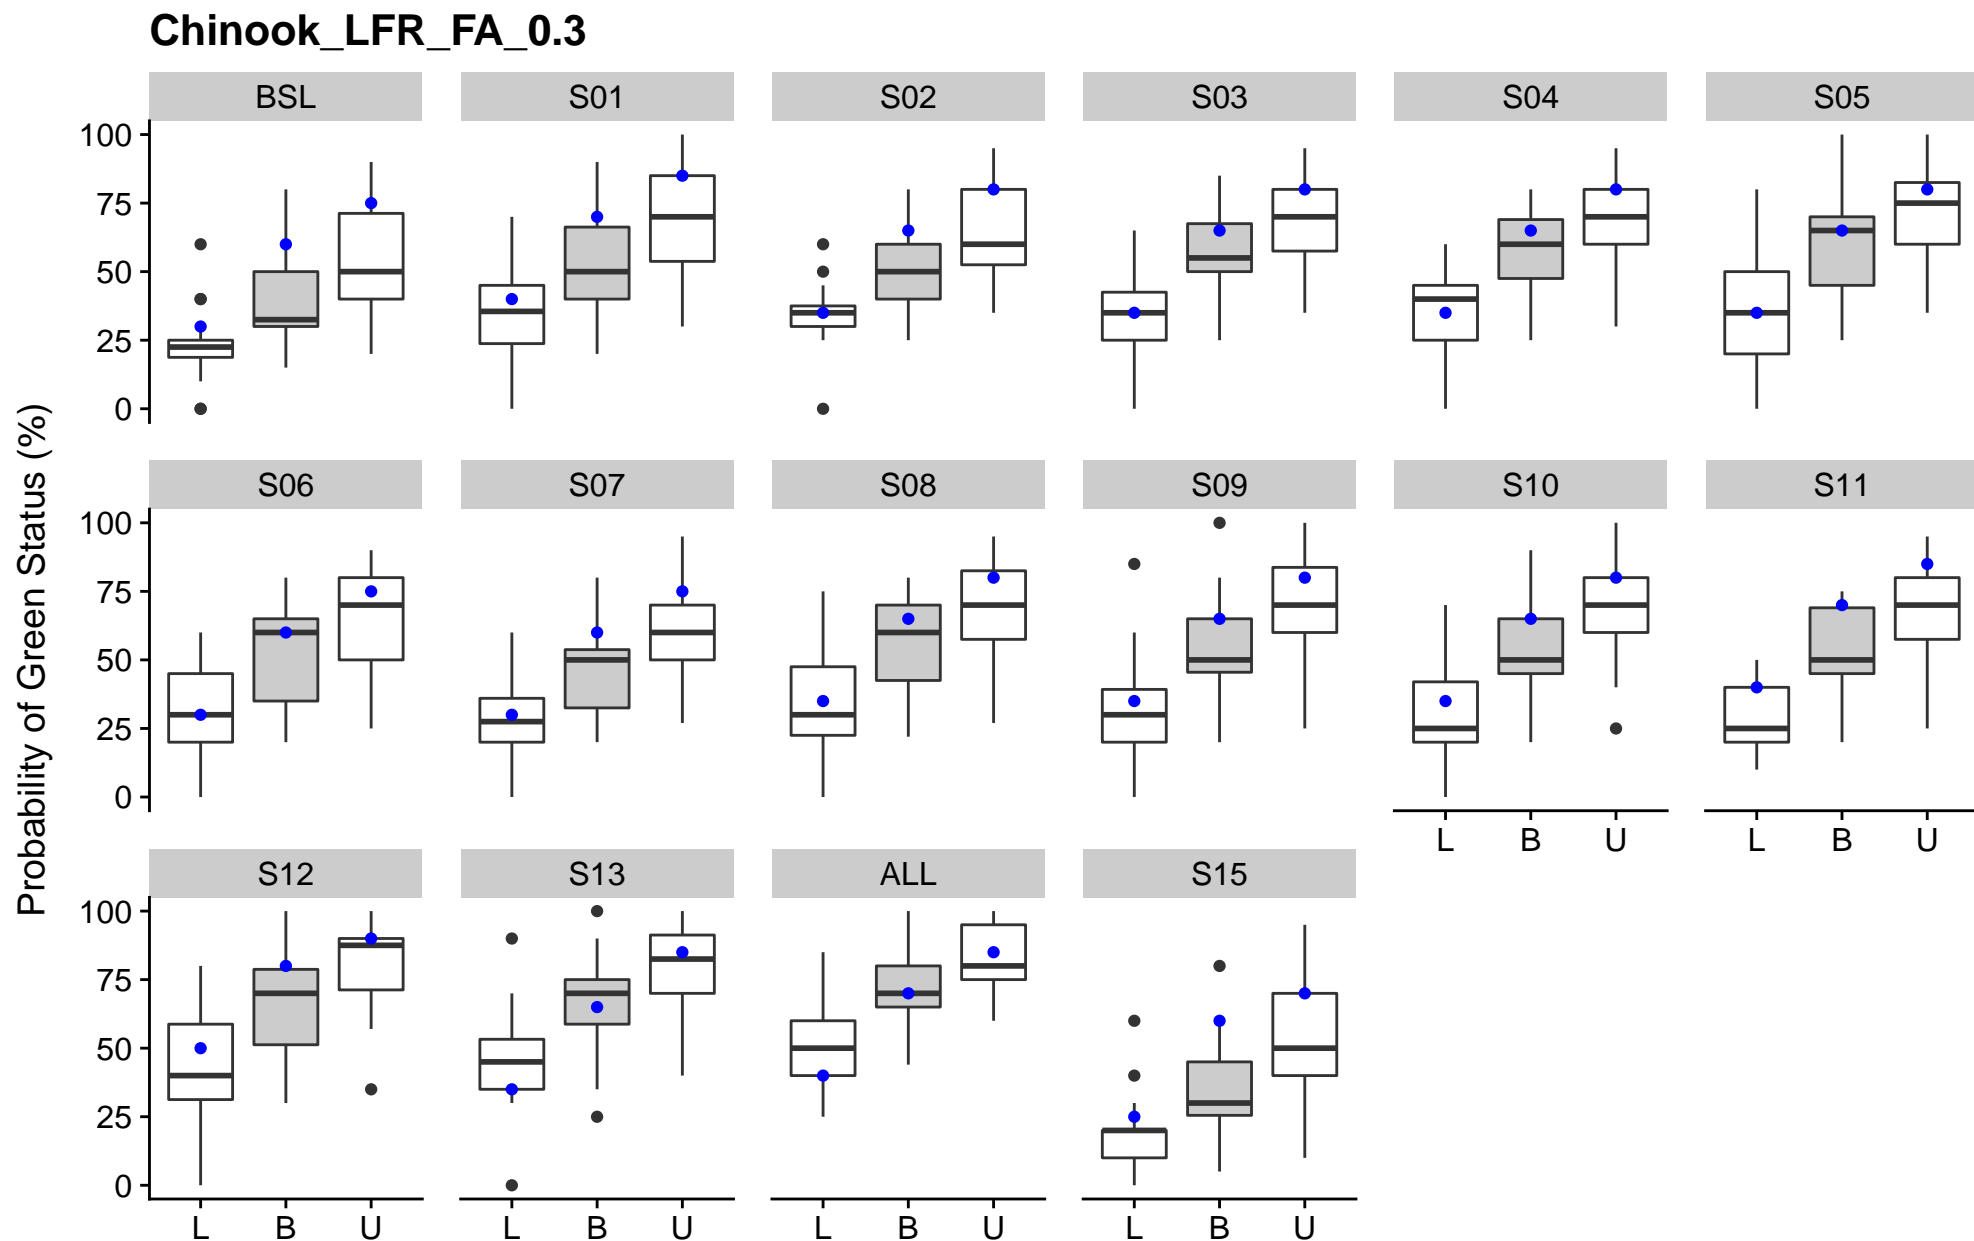 Chinook_LFR_FA_0.3
BSL S01 S02 S03 S04 S05
100
75
50
25
0
S06 S07 S08 S09 S10 S11
100
75
50
25
0
L B U L B U
S12 S13 ALL S15
100
75
50
25
0
L B U L B U L B U L B U
Probability of Green Status (%)